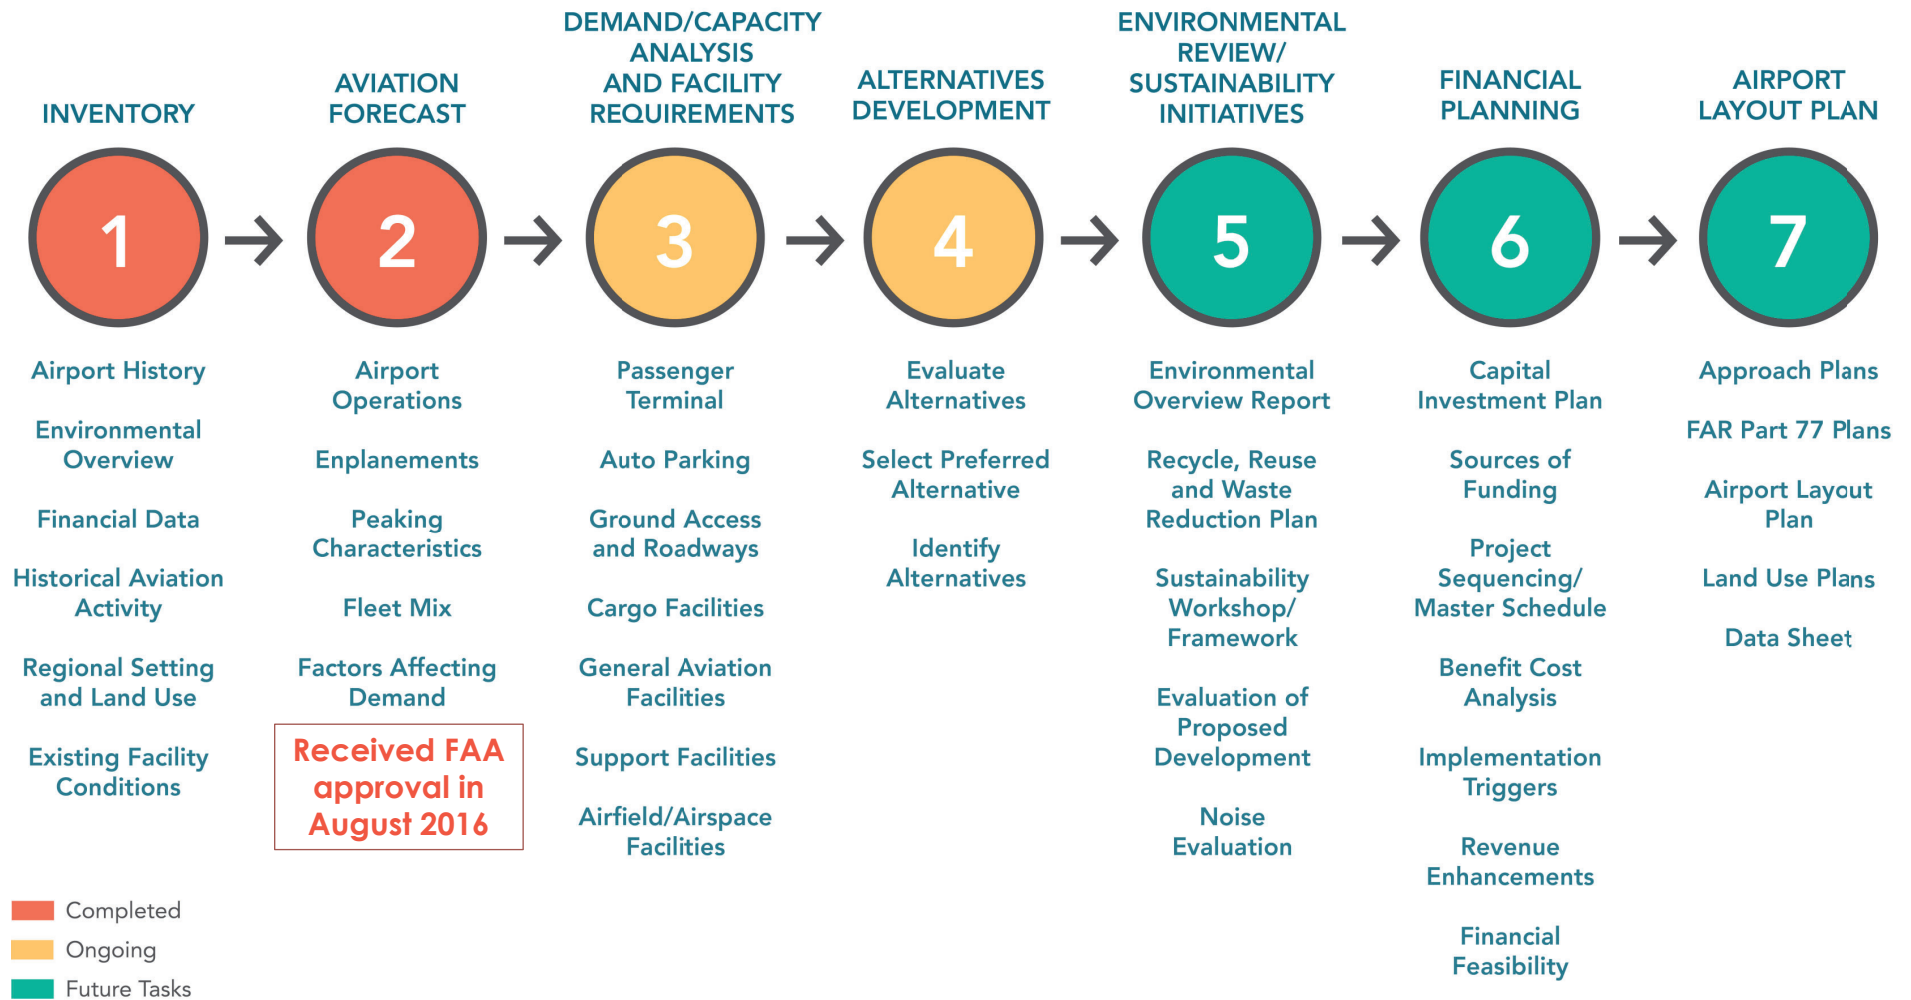 INVENTORY
AVIATION
FORECAST
DEMAND/CAPACITY
ANALYSIS
AND FACILITY
REQUIREMENTS
ALTERNATIVES
DEVELOPMENT
ENVIRONMENTAL
REVIEW/
SUSTAINABILITY
INITIATIVES
FINANCIAL
PLANNING
AIRPORT
LAYOUT PLAN
1
2
3
4
5
6
7
Airport History
Environmental
Overview
Financial Data
Historical Aviation
Activity
Regional Setting
and Land Use
Existing Facility
Conditions
Airport
Operations
Enplanements
Peaking
Characteristics
Fleet Mix
Factors Affecting
Demand
Received FAA
approval in
August 2016
Passenger
Terminal
Auto Parking
Ground Access
and Roadways
Cargo Facilities
General Aviation
Facilities
Support Facilities
Airfield/Airspace
Facilities
Evaluate
Alternatives
Select Preferred
Alternative
Identify
Alternatives
Environmental
Overview Report
Recycle, Reuse
and Waste
Reduction Plan
Sustainability
Workshop/
Framework
Evaluation of
Proposed
Development
Noise
Evaluation
Capital
Investment Plan
Sources of
Funding
Project
Sequencing/
Master Schedule
Benefit Cost
Analysis
Implementation
Triggers
Revenue
Enhancements
Financial
Feasibility
Approach Plans
FAR Part 77 Plans
Airport Layout
Plan
Land Use Plans
Data Sheet
Completed
Ongoing
Future Tasks